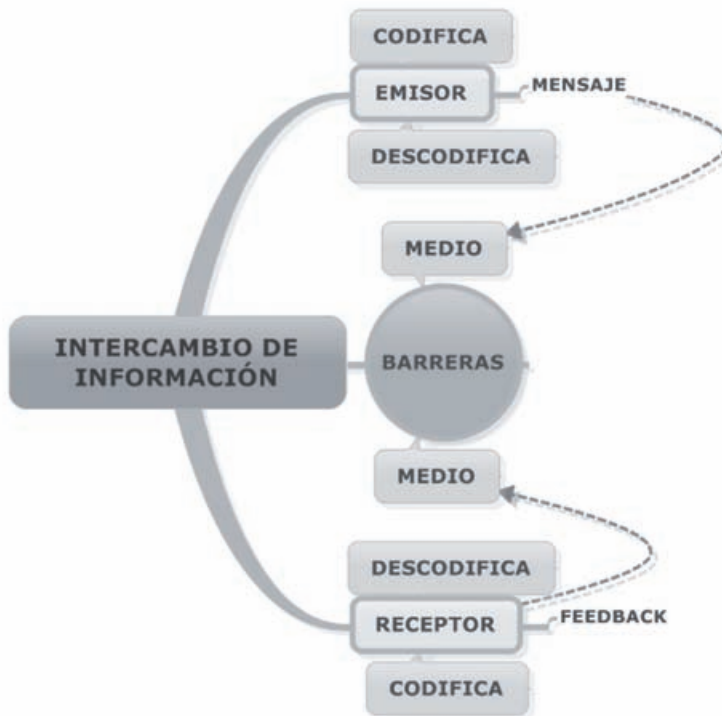 CODIFICA
EMISOR
MENSAJE
DESCODIFICA
MEDIO
INTERCAMBIO DE
INFORMACIÓN
BARRERAS
MEDIO
DESCODIFICA
RECEPTOR
FEEDBACK
CODIFICA